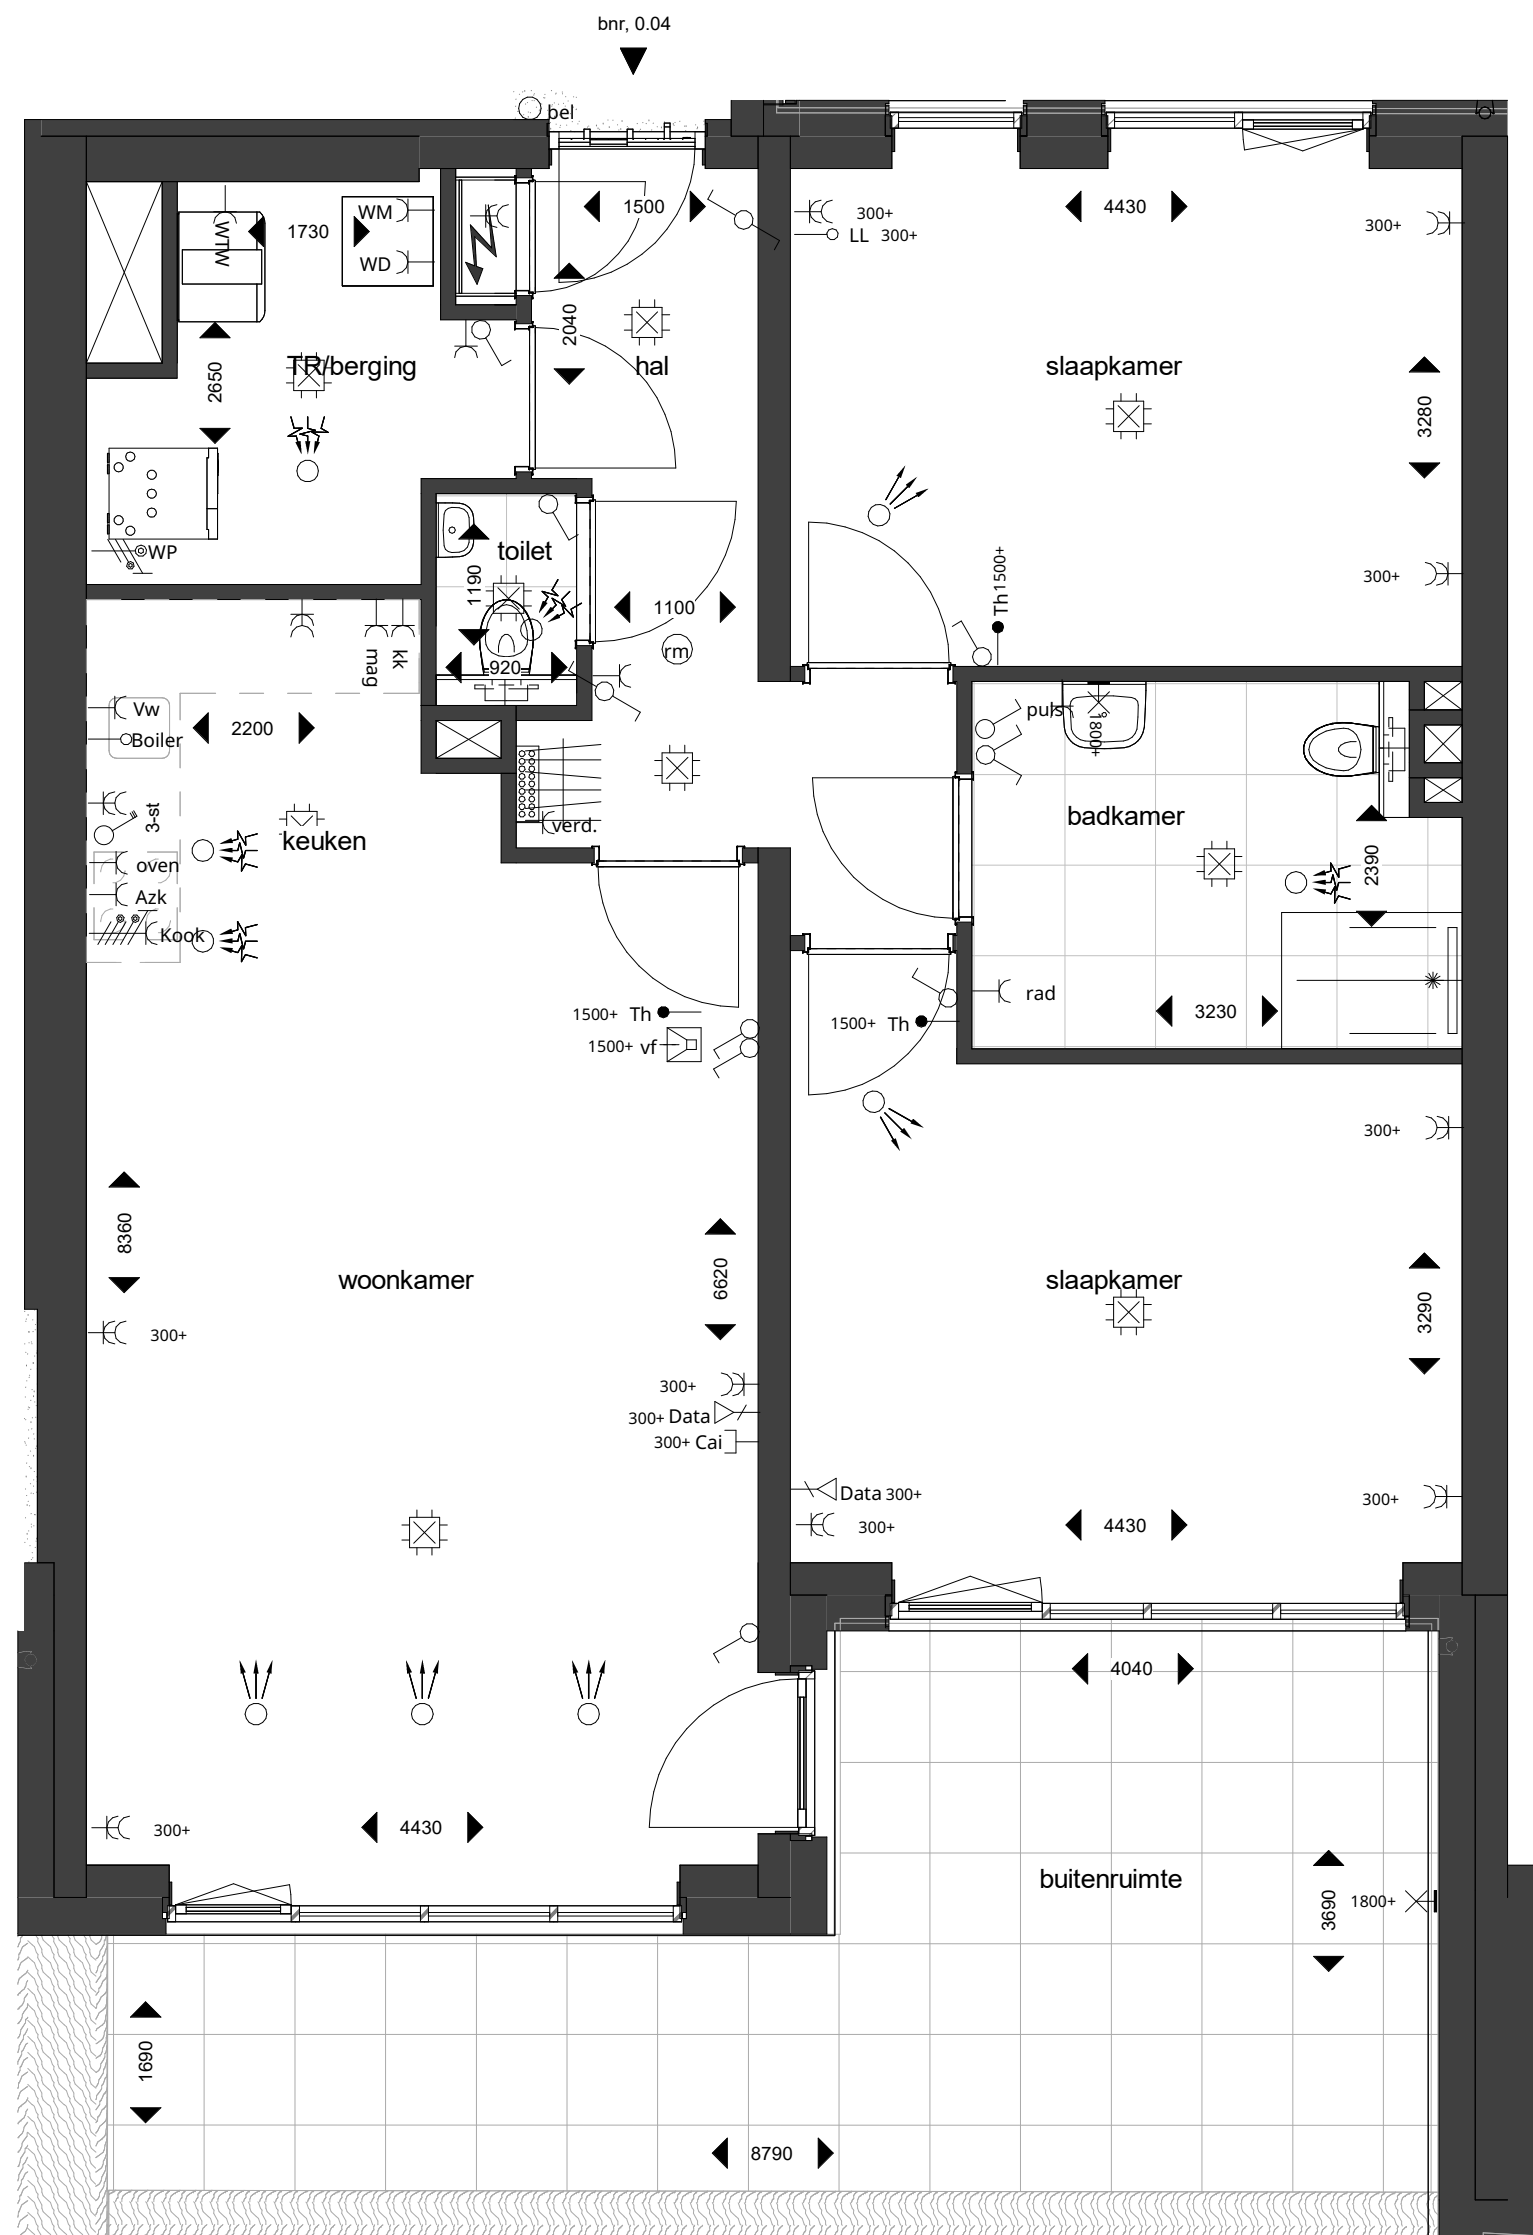 bnr, 0.04
bel
WTW
1730
WM
WD
1500
300+
LL 300+
4430
300+
2040
2650
TR/berging
hal
slaapkamer
3280
WP
toilet
1190
1100
920
rm
Th 1500+
300+
mag
kk
Vw
Boiler
2200
3-st
keuken
oven
Azk
Kook
verd.
puls
1800+
badkamer
2390
rad
3230
1500+ Th
1500+ vf
1500+ Th
300+
8360
woonkamer
6620
slaapkamer
3290
300+
300+
300+ Data
300+ Cai
Data 300+
300+
300+
4430
4040
300+
4430
buitenruimte
3690
1800+
1690
8790